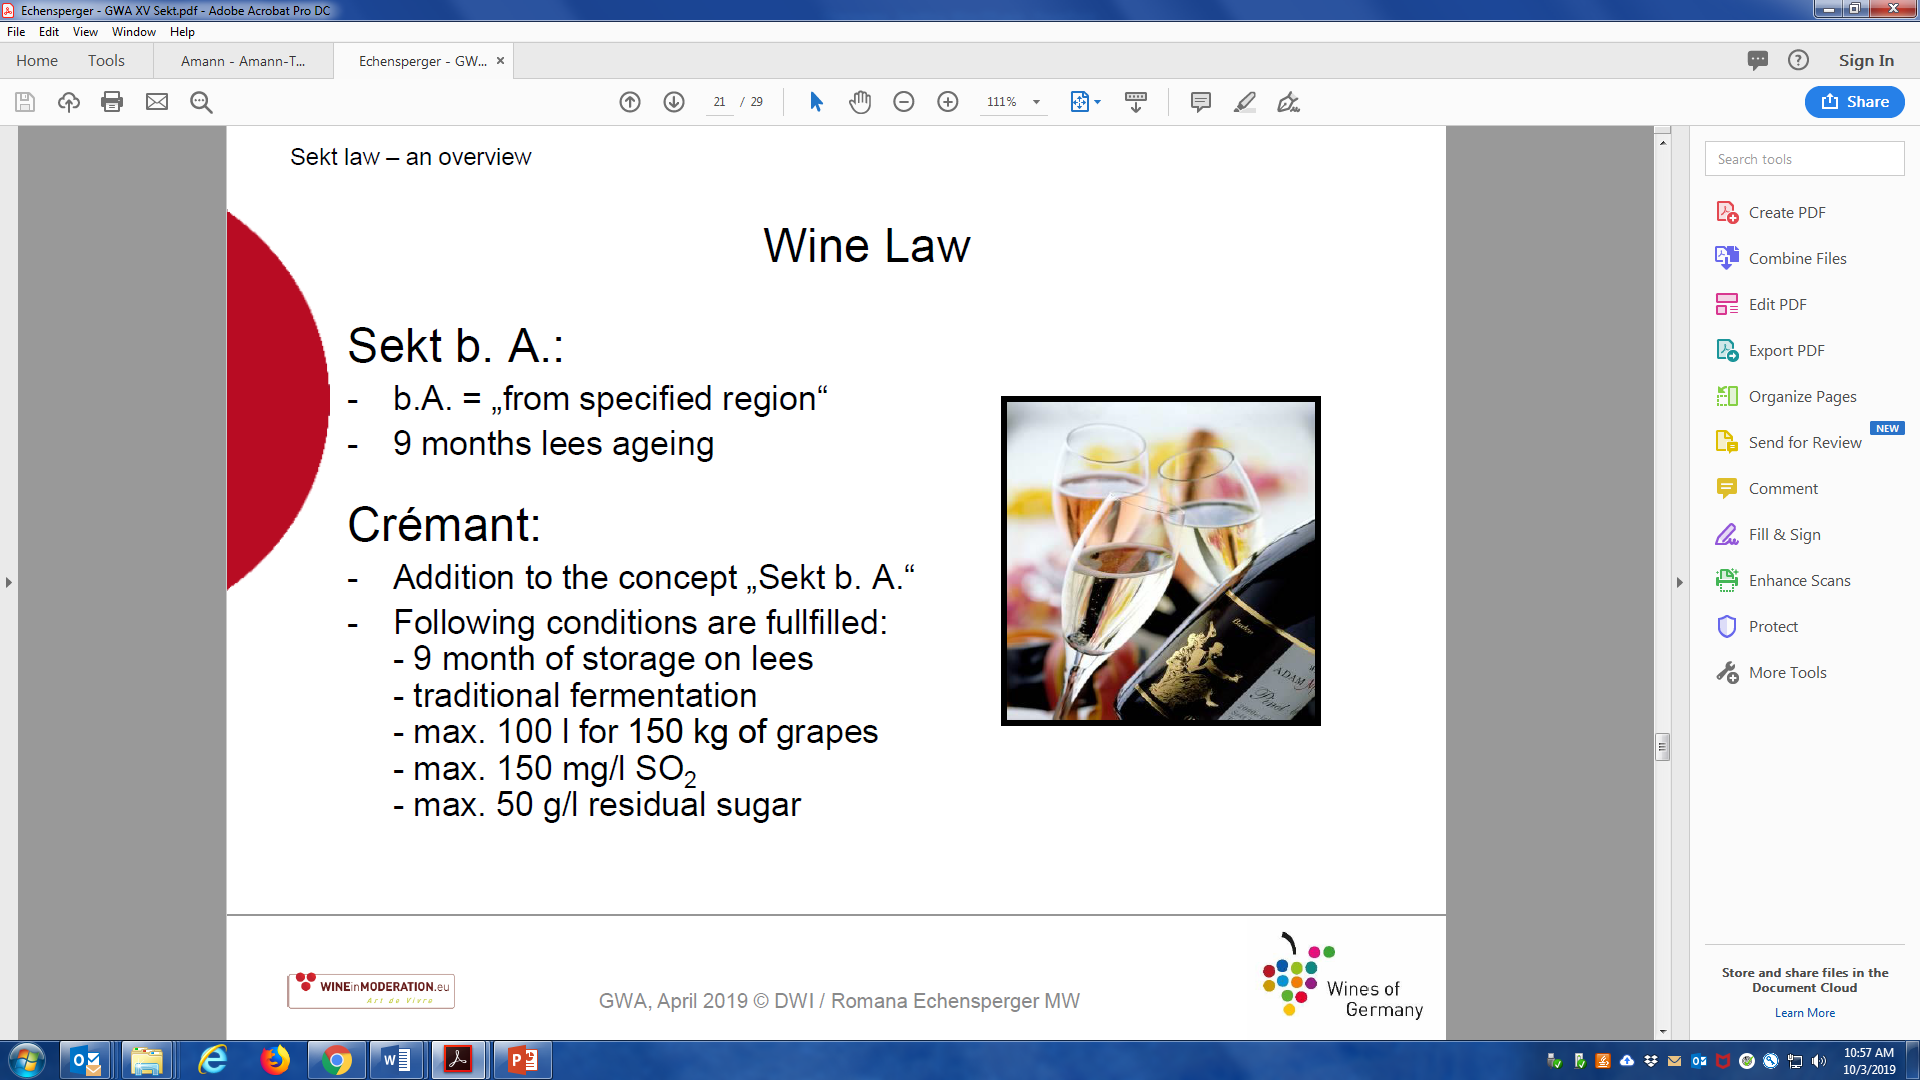 Echensperger - GWA XV Sekt.pdf - Adobe Acrobat Pro DC
File Edit View Window Help
Home Tools Amann - Amann-T... Echensperger - GW... Sign In
21 / 29 111% Share
Sekt law – an overview
Wine Law
Sekt b. A.:
- b.A. = „from specified region“
- 9 months lees ageing
Crémant:
- Addition to the concept „Sekt b. A.“
- Following conditions are fullfilled:
- 9 month of storage on lees
- traditional fermentation
- max. 100 l for 150 kg of grapes
- max. 150 mg/l SO2
- max. 50 g/l residual sugar
Baden
ADAM
Pinot
WINEinMODERATION.eu
Art de Vivre
GWA, April 2019 © DWI / Romana Echensperger MW
Wines of
Germany
Search tools
Create PDF
Combine Files
Edit PDF
Export PDF
Organize Pages
NEW
Send for Review
Comment
Fill & Sign
Enhance Scans
Protect
More Tools
Store and share files in the
Document Cloud
Learn More
10:57 AM
10/3/2019